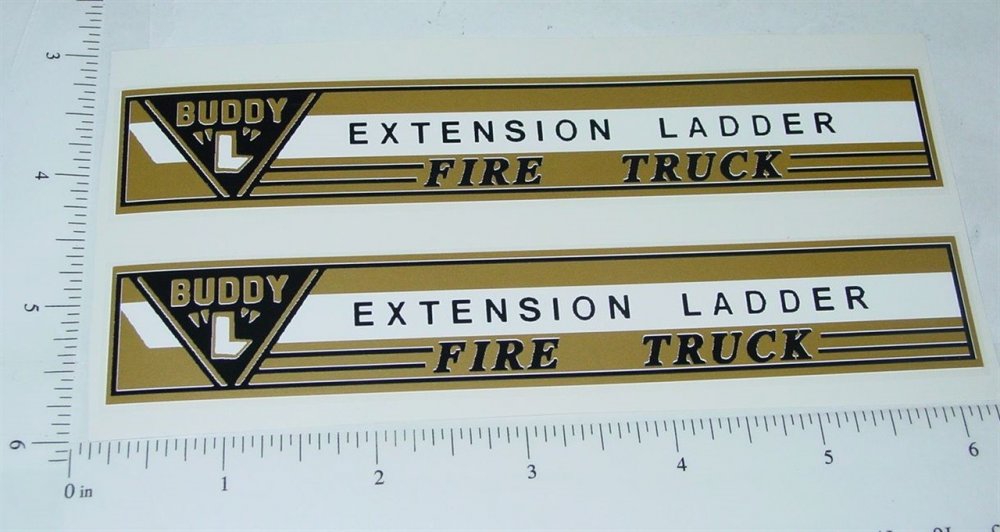 BUDDY
"L"
EXTENSION LADDER
FIRE TRUCK
BUDDY
"L"
EXTENSION LADDER
FIRE TRUCK
3
4
5
6
0 in 1 2 3 4 5 6